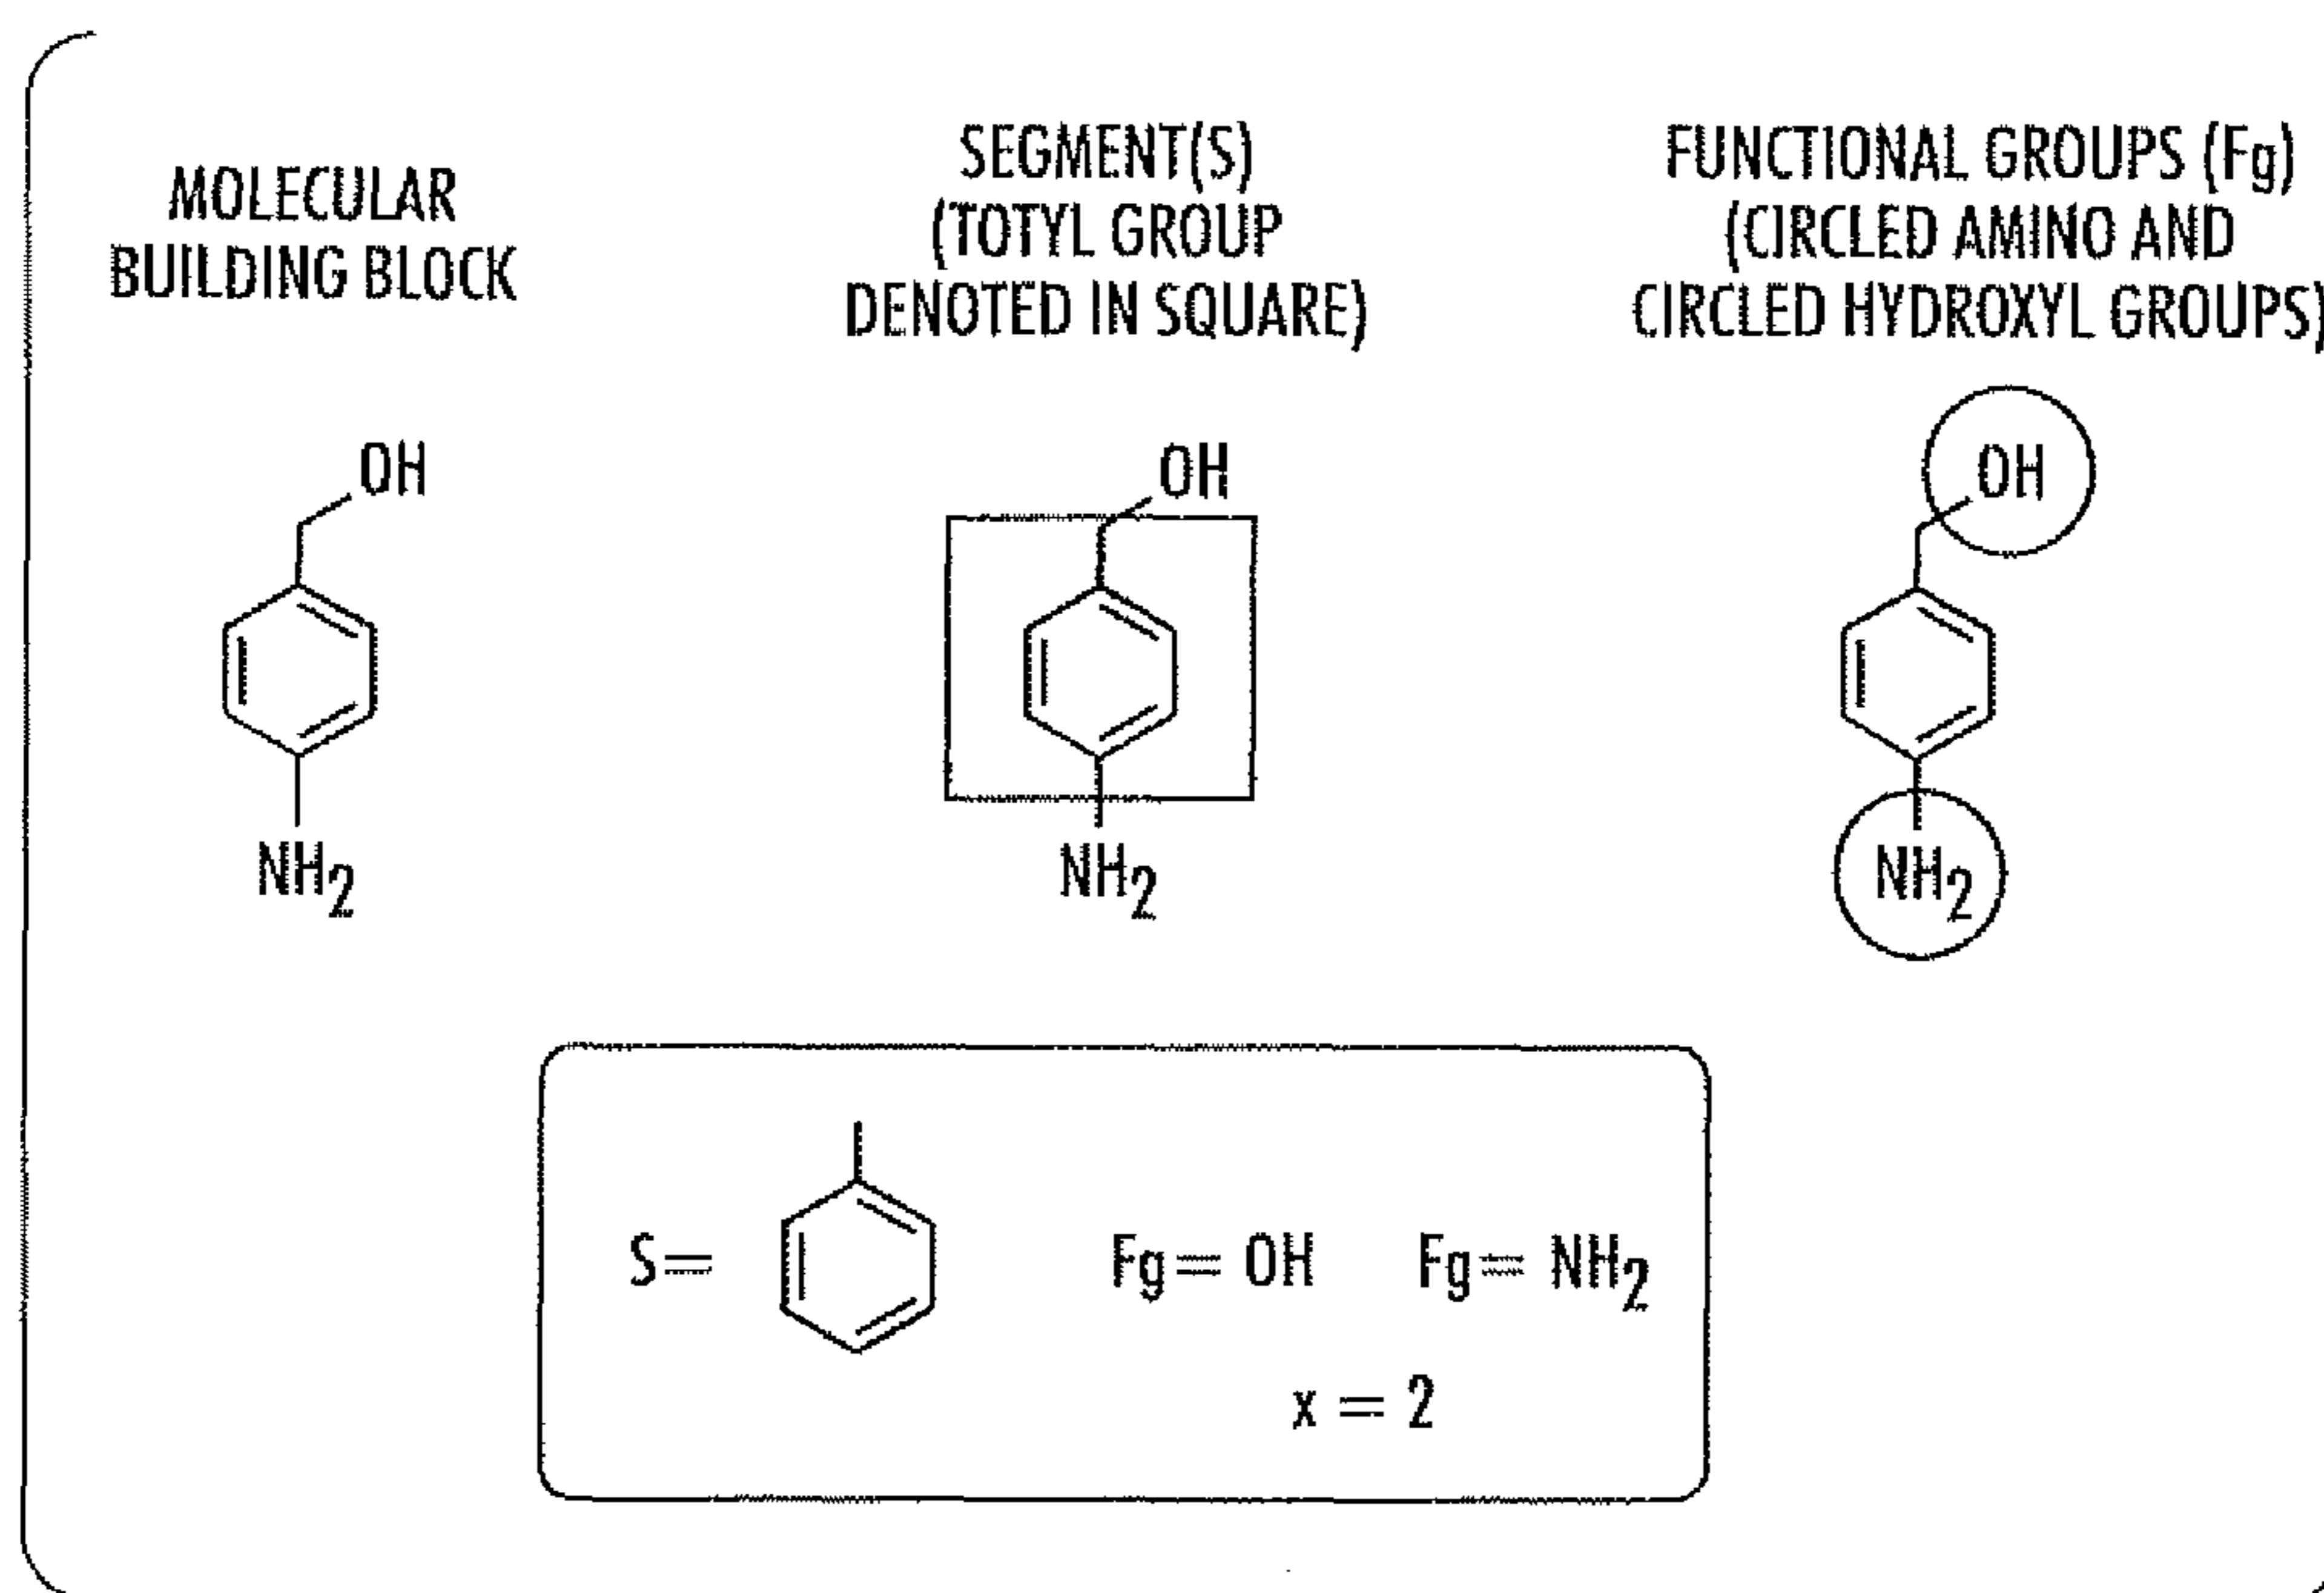 MOLECULAR
BUILDING BLOCK
SEGMENT(S)
(TOTYL GROUP
DENOTED IN SQUARE)
FUNCTIONAL GROUPS (Fg)
(CIRCLED AMINO AND
CIRCLED HYDROXYL GROUPS)
OH
NH2
OH
NH2
OH
NH2
S= Fg= OH Fg= NH2
x = 2